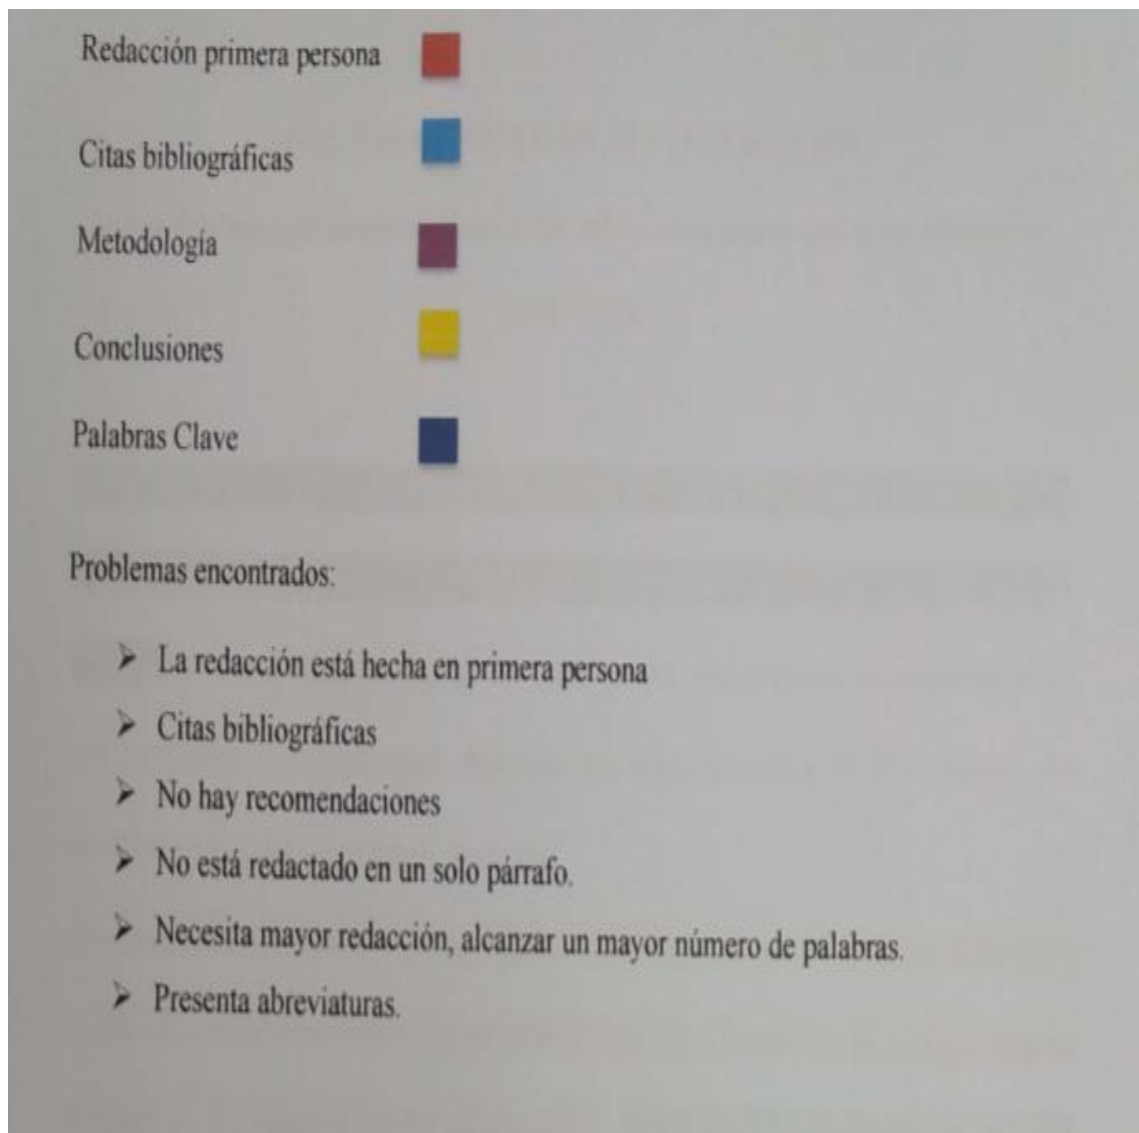 Redacción primera persona
Citas bibliográficas
Metodología
Conclusiones
Palabras Clave
Problemas encontrados:
➤ La redacción está hecha en primera persona
➤ Citas bibliográficas
➤ No hay recomendaciones
➤ No está redactado en un solo párrafo.
➤ Necesita mayor redacción, alcanzar un mayor número de palabras.
➤ Presenta abreviaturas.